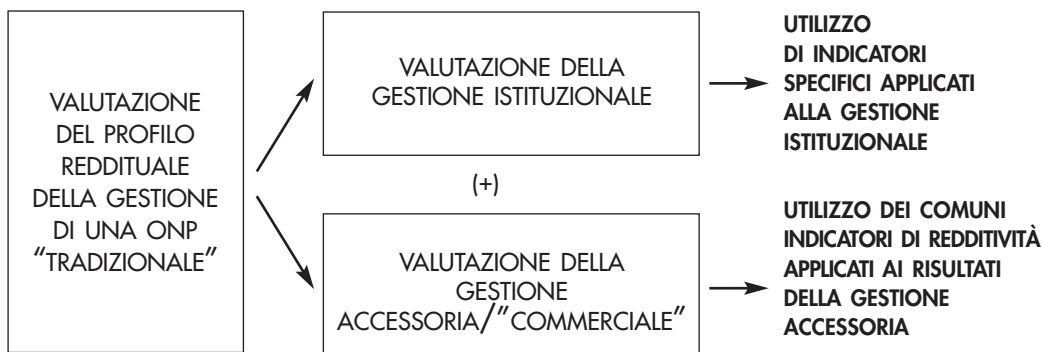 VALUTAZIONE
DEL PROFILO
REDDITUALE
DELLA GESTIONE
DI UNA ONP
"TRADIZIONALE"
VALUTAZIONE DELLA
GESTIONE ISTITUZIONALE
UTILIZZO
DI INDICATORI
SPECIFICI APPLICATI
ALLA GESTIONE
ISTITUZIONALE
(+)
VALUTAZIONE DELLA
GESTIONE
ACCESSORIA/"COMMERCIALE"
UTILIZZO DEI COMUNI
INDICATORI DI REDDITIVITÀ
APPLICATI AI RISULTATI
DELLA GESTIONE
ACCESSORIA